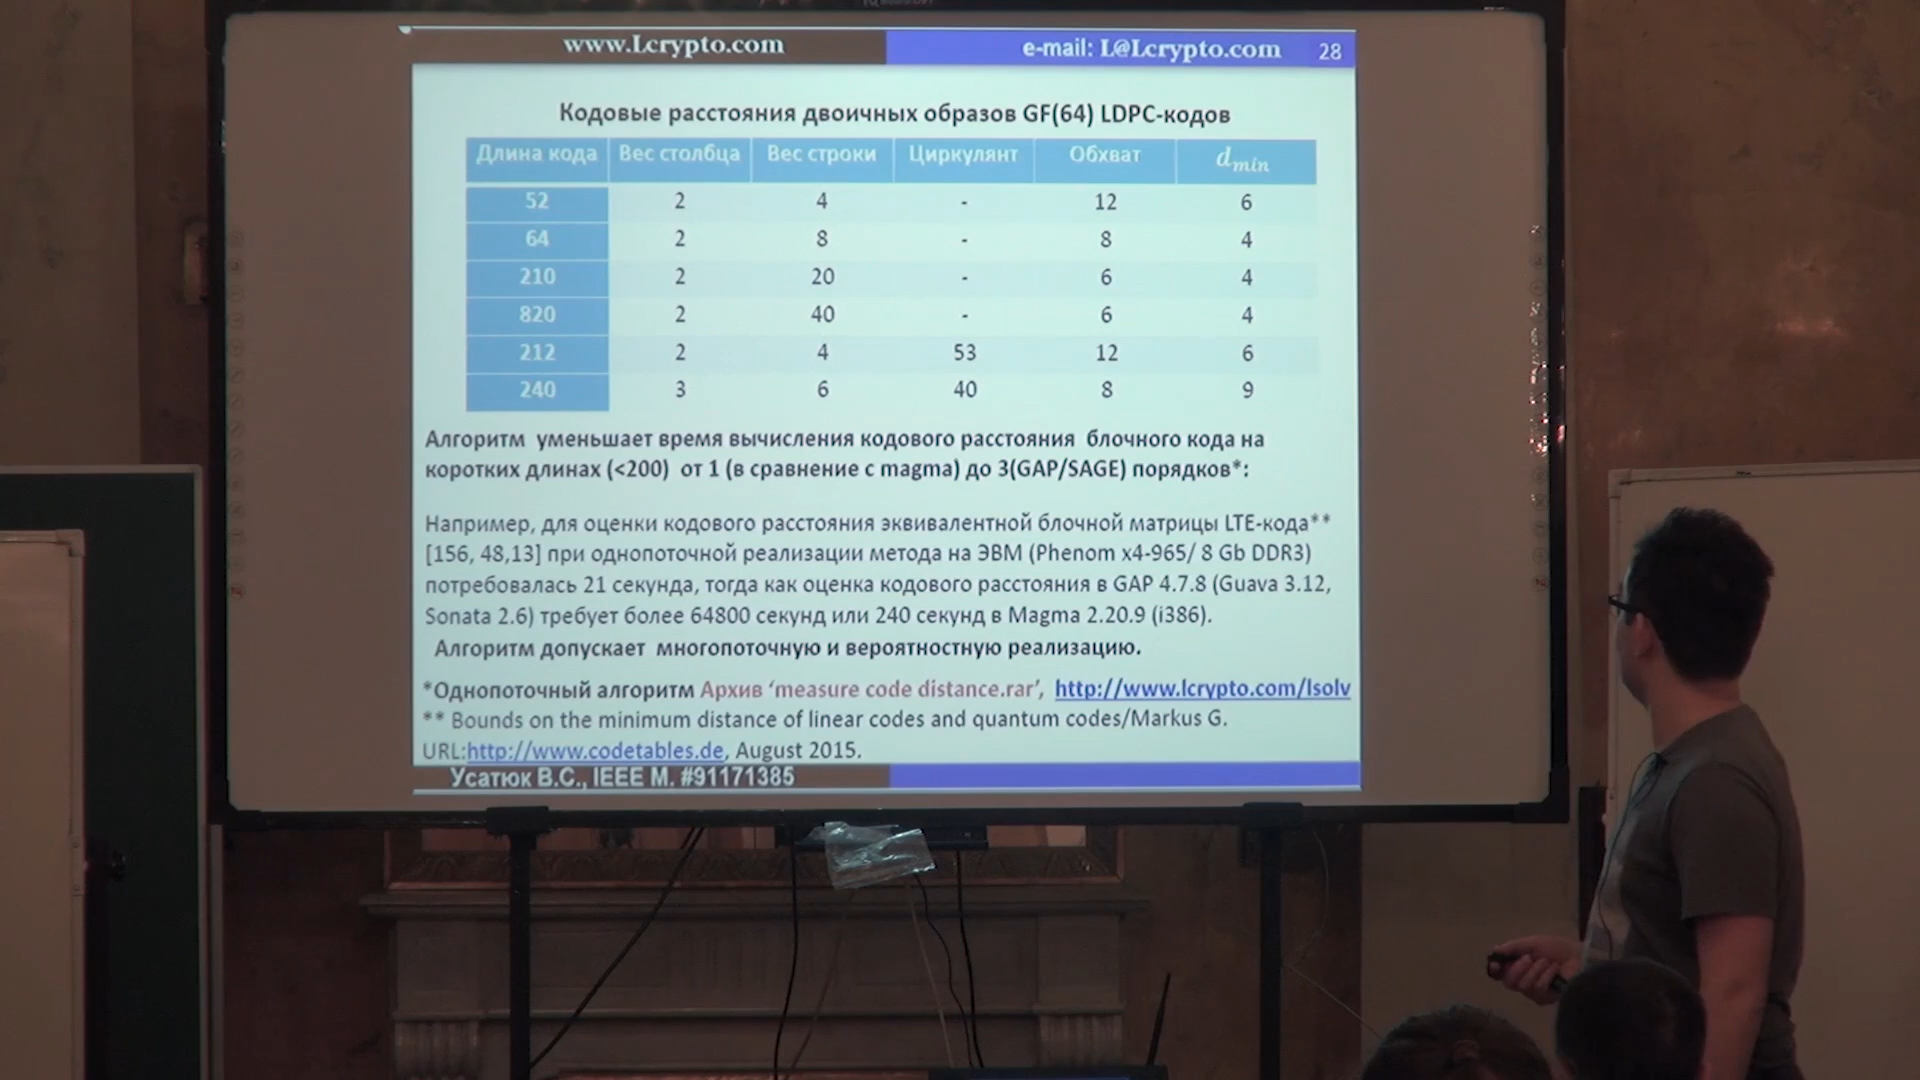 www.Lcrypto.com e-mail: L@Lcrypto.com 28
Кодовые расстояния двоичных образов GF(64) LDPC-кодов
Длина кода Вес столбца Вес строки Циркулянт Обхват d_min
52 2 4 - 12 6
64 2 8 - 8 4
210 2 20 - 6 4
820 2 40 - 6 4
212 2 4 53 12 6
240 3 6 40 8 9
Алгоритм уменьшает время вычисления кодового расстояния блочного кода на
коротких длинах (<200) от 1 (в сравнение с magma) до 3(GAP/SAGE) порядков*:
Например, для оценки кодового расстояния эквивалентной блочной матрицы LTE-кода**
[156, 48,13] при однопоточной реализации метода на ЭВМ (Phenom x4-965/ 8 Gb DDR3)
потребовалась 21 секунда, тогда как оценка кодового расстояния в GAP 4.7.8 (Guava 3.12,
Sonata 2.6) требует более 64800 секунд или 240 секунд в Magma 2.20.9 (i386).
Алгоритм допускает многопоточную и вероятностную реализацию.
*Однопоточный алгоритм Архив ‘measure code distance.rar’, http://www.lcrypto.com/lsolv
** Bounds on the minimum distance of linear codes and quantum codes/Markus G.
URL:http://www.codetables.de, August 2015.
Усатюк В.С., IEEE M. #91171385